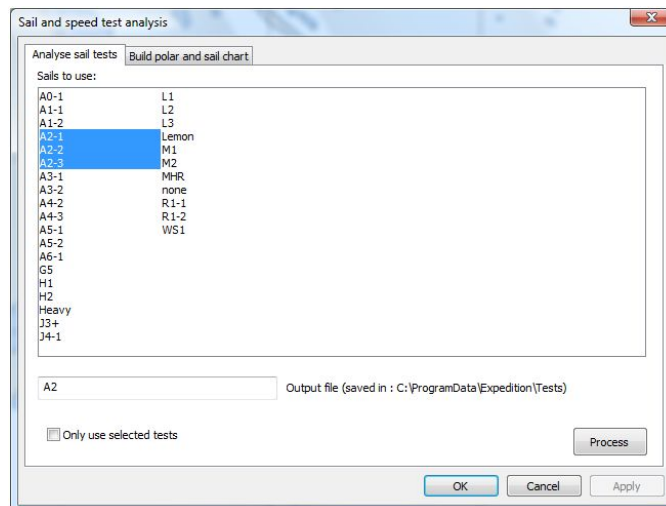 Sail and speed test analysis
Analyse sail tests
Build polar and sail chart
Sails to use:
A0-1
A1-1
A1-2
A2-1
A2-2
A2-3
A3-1
A3-2
A4-2
A4-3
A5-1
A5-2
A6-1
G5
H1
H2
Heavy
J3+
J4-1
L1
L2
L3
Lemon
M1
M2
MHR
none
R1-1
R1-2
WS1
A2
Output file (saved in : C:\ProgramData\Expedition\Tests)
Only use selected tests
Process
OK
Cancel
Apply